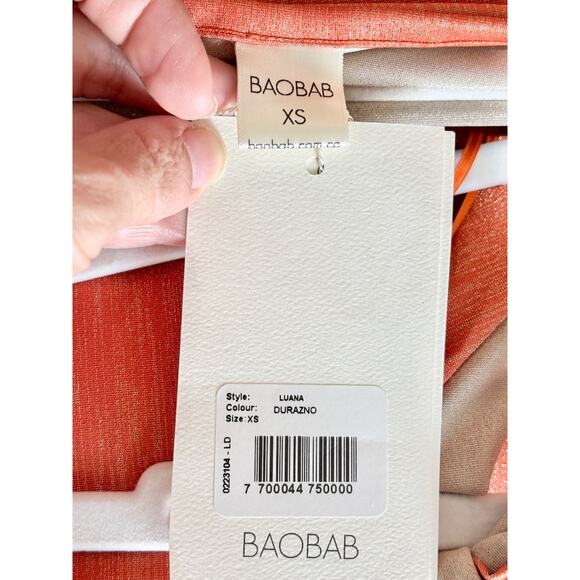 BAOBAB
XS
baobab.com.co
Style: LUANA
Colour: DURAZNO
Size: XS
0223104 - LD
7 700044 750000
BAOBAB